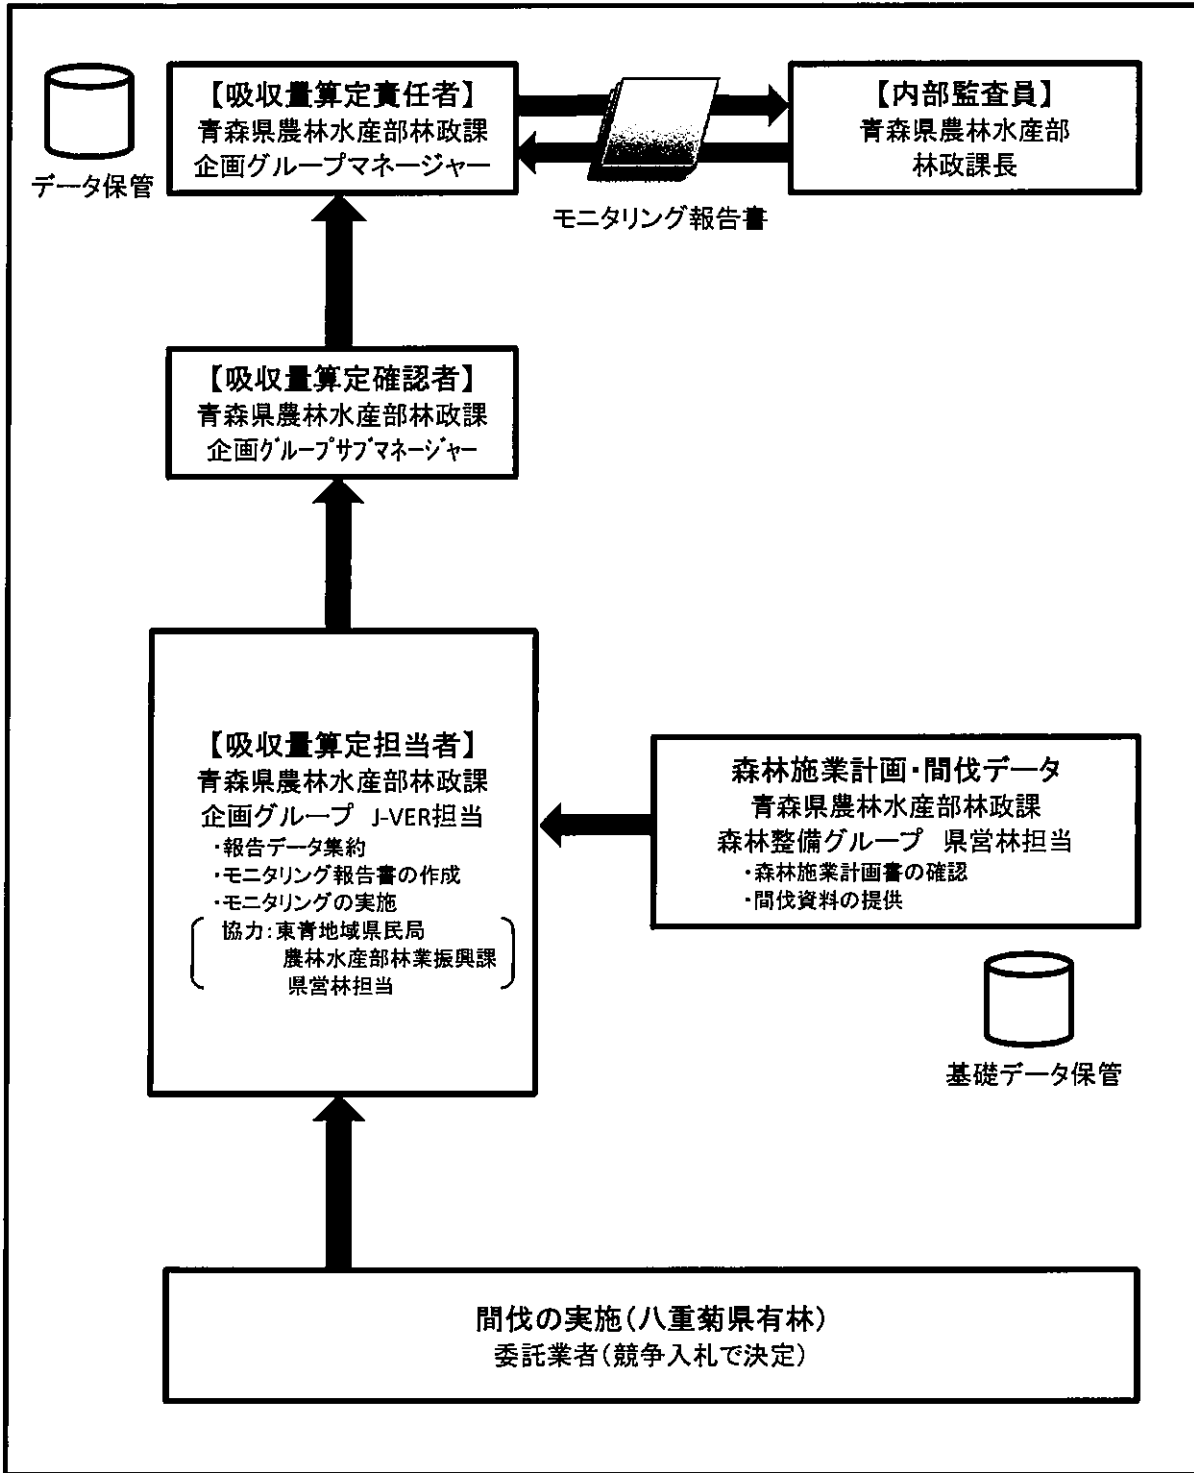 【吸収量算定責任者】
青森県農林水産部林政課
企画グループマネージャー
データ保管
モニタリング報告書
【内部監査員】
青森県農林水産部
林政課長
【吸収量算定確認者】
青森県農林水産部林政課
企画グループサブマネージャー
【吸収量算定担当者】
青森県農林水産部林政課
企画グループ J-VER担当
・報告データ集約
・モニタリング報告書の作成
・モニタリングの実施
協力:東青地域県民局
農林水産部林業振興課
県営林担当
森林施業計画・間伐データ
青森県農林水産部林政課
森林整備グループ 県営林担当
・森林施業計画書の確認
・間伐資料の提供
基礎データ保管
間伐の実施(八重菊県有林)
委託業者(競争入札で決定)